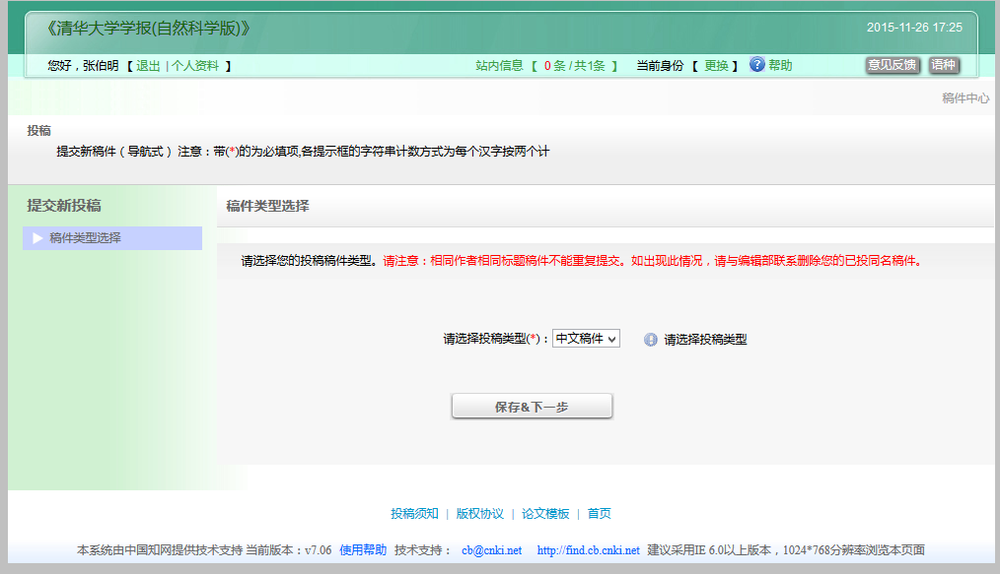 《清华大学学报(自然科学版)》 2015-11-26 17:25
您好，张伯明 【 退出 | 个人资料 】 站内信息 【 0 条 / 共1条 】 当前身份 【 更换 】 ? 帮助 意见反馈 语种
稿件中心
投稿
提交新稿件（导航式） 注意：带(*)的为必填项,各提示框的字符串计数方式为每个汉字按两个计
提交新投稿
稿件类型选择
稿件类型选择
请选择您的投稿稿件类型。请注意：相同作者相同标题稿件不能重复提交。如出现此情况，请与编辑部联系删除您的已投同名稿件。
请选择投稿类型(*)： 中文稿件 请选择投稿类型
保存&下一步
投稿须知 | 版权协议 | 论文模板 | 首页
本系统由中国知网提供技术支持 当前版本：v7.06 使用帮助 技术支持： cb@cnki.net http://find.cb.cnki.net 建议采用IE 6.0以上版本，1024*768分辨率浏览本页面